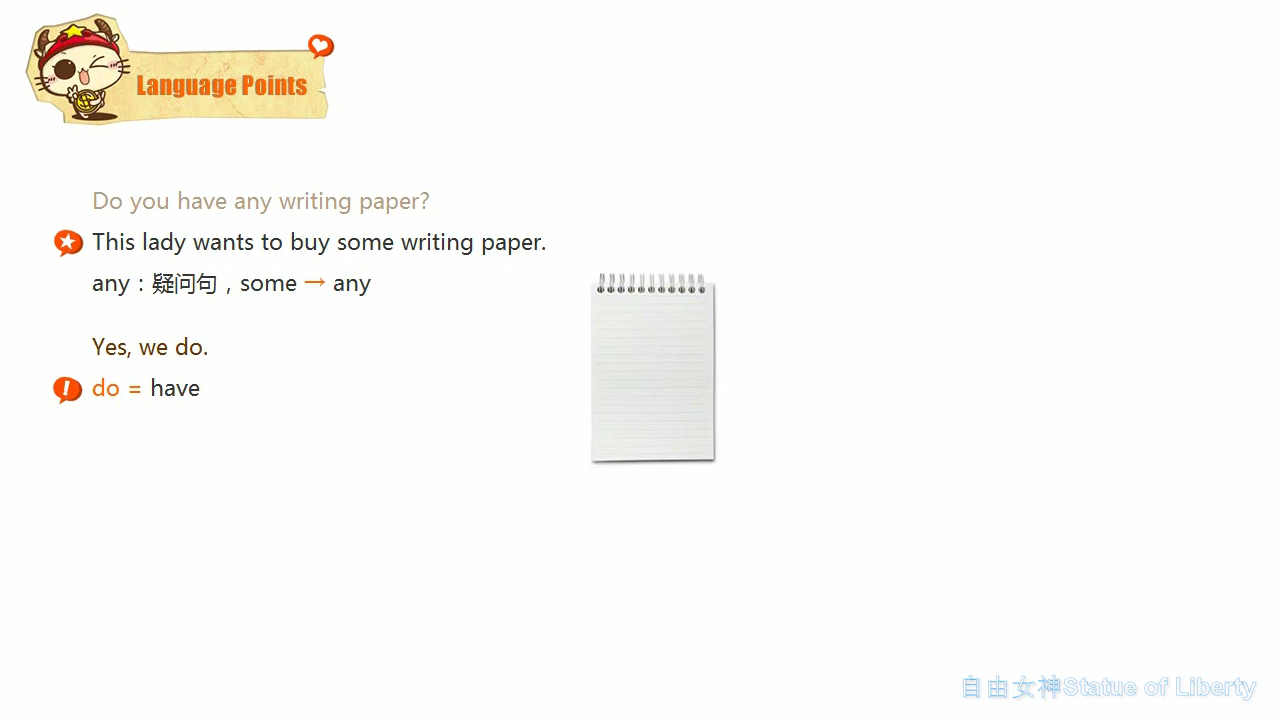 Language Points
Do you have any writing paper?
This lady wants to buy some writing paper.
any：疑问句，some → any
Yes, we do.
do = have
自由女神Statue of Liberty